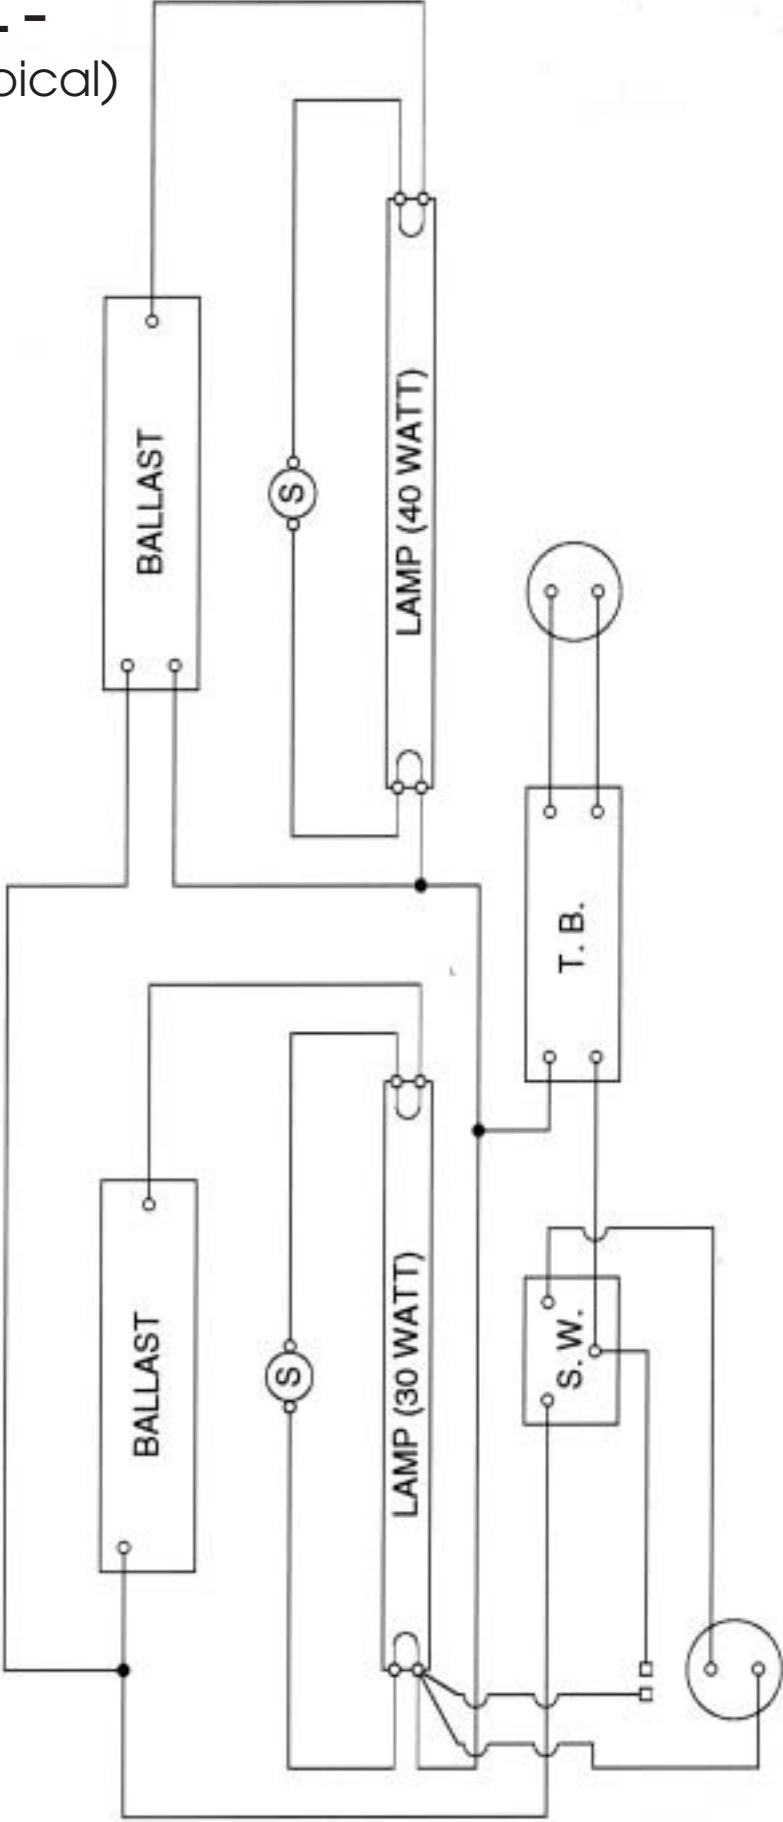 pical)
BALLAST
S
LAMP (40 WATT)
T. B.
BALLAST
S
LAMP (30 WATT)
S. W.